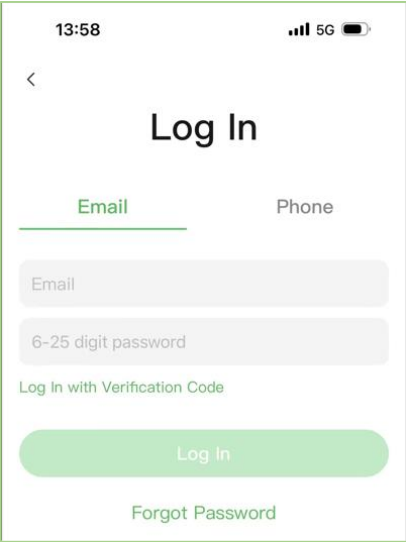 13:58 5G
Log In
Email Phone
Email
6-25 digit password
Log In with Verification Code
Log In
Forgot Password